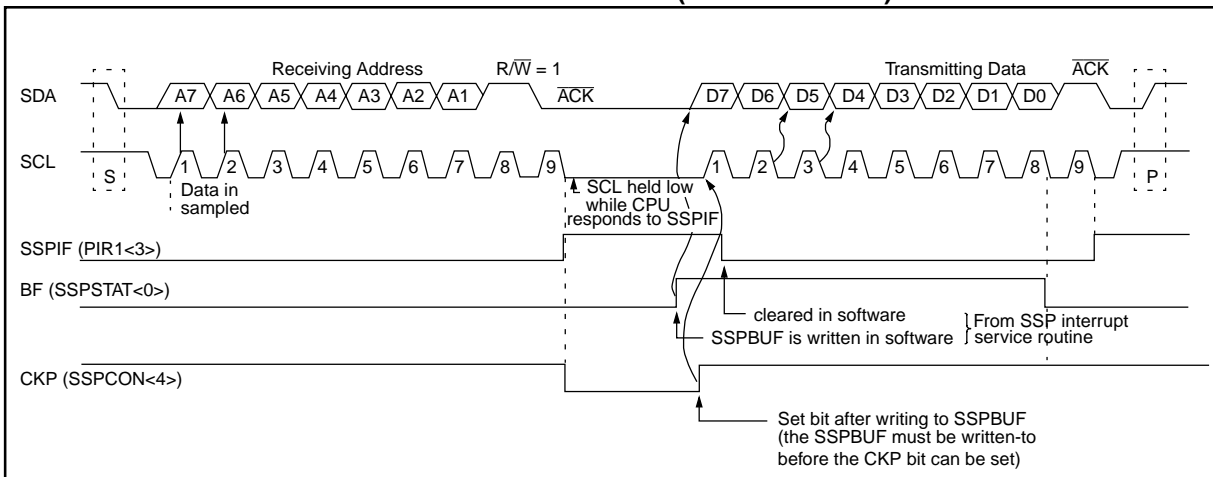 Receiving Address R/W = 1 Transmitting Data ACK
SDA A7 A6 A5 A4 A3 A2 A1 ACK D7 D6 D5 D4 D3 D2 D1 D0
SCL S 1 2 3 4 5 6 7 8 9 1 2 3 4 5 6 7 8 9 P
Data in
sampled
SCL held low
while CPU
responds to SSPIF
SSPIF (PIR1<3>)
BF (SSPSTAT<0>)
cleared in software
SSPBUF is written in software
From SSP interrupt
service routine
CKP (SSPCON<4>)
Set bit after writing to SSPBUF
(the SSPBUF must be written-to
before the CKP bit can be set)